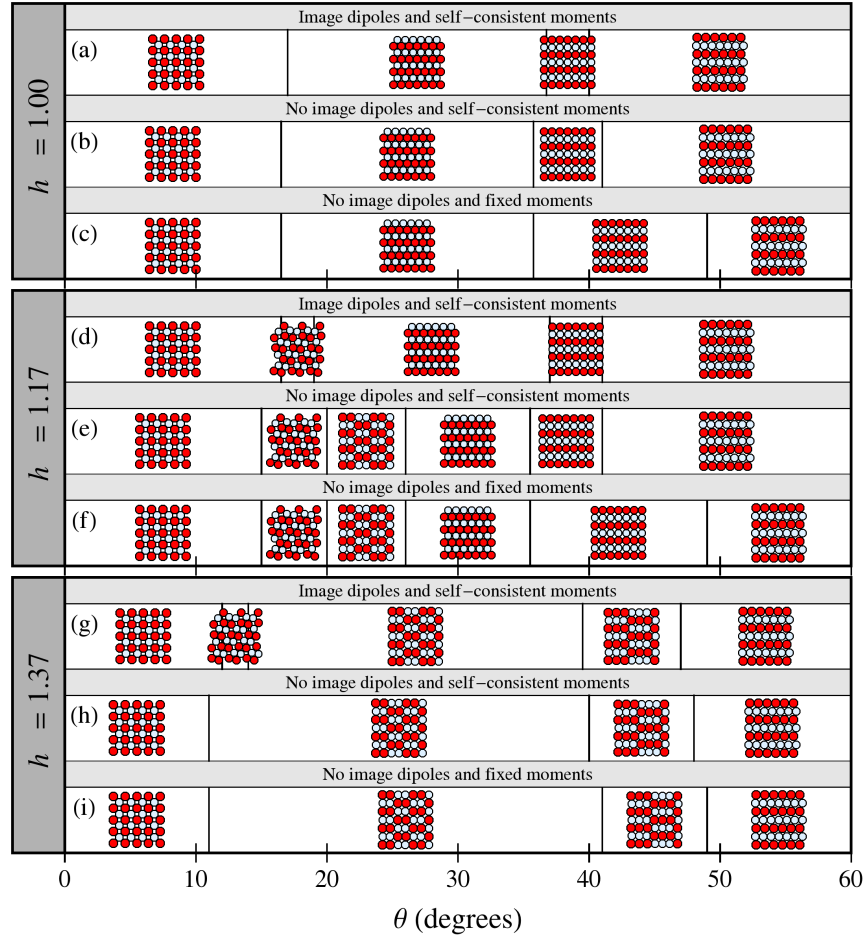 h = 1.00
Image dipoles and self-consistent moments
(a)
No image dipoles and self-consistent moments
(b)
No image dipoles and fixed moments
(c)
h = 1.17
Image dipoles and self-consistent moments
(d)
No image dipoles and self-consistent moments
(e)
No image dipoles and fixed moments
(f)
h = 1.37
Image dipoles and self-consistent moments
(g)
No image dipoles and self-consistent moments
(h)
No image dipoles and fixed moments
(i)
0 10 20 30 40 50 60
θ (degrees)